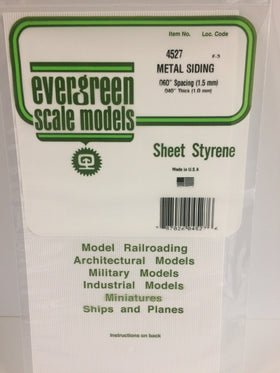 Item No. Loc. Code
4527
METAL SIDING
.060" Spacing (1.5 mm)
.040" Thick (1.0 mm)
evergreen
scale models
Sheet Styrene
Made in U.S.A
Model Railroading
Architectural Models
Military Models
Industrial Models
Miniatures
Ships and Planes
Instructions on back